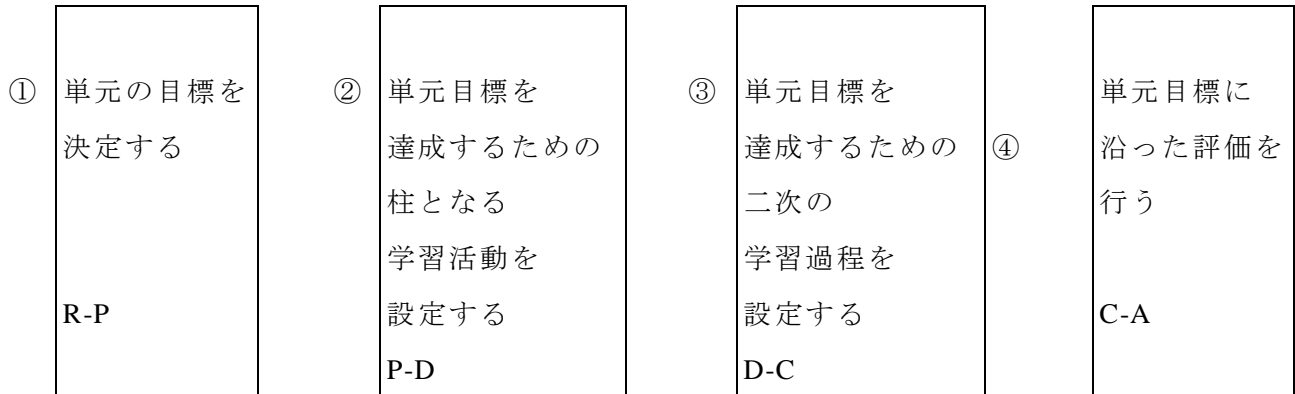 ①
単元の目標を
決定する
R-P
②
単元目標を
達成するための
柱となる
学習活動を
設定する
P-D
③
単元目標を
達成するための
二次の
学習過程を
設定する
D-C
④
単元目標に
沿った評価を
行う
C-A